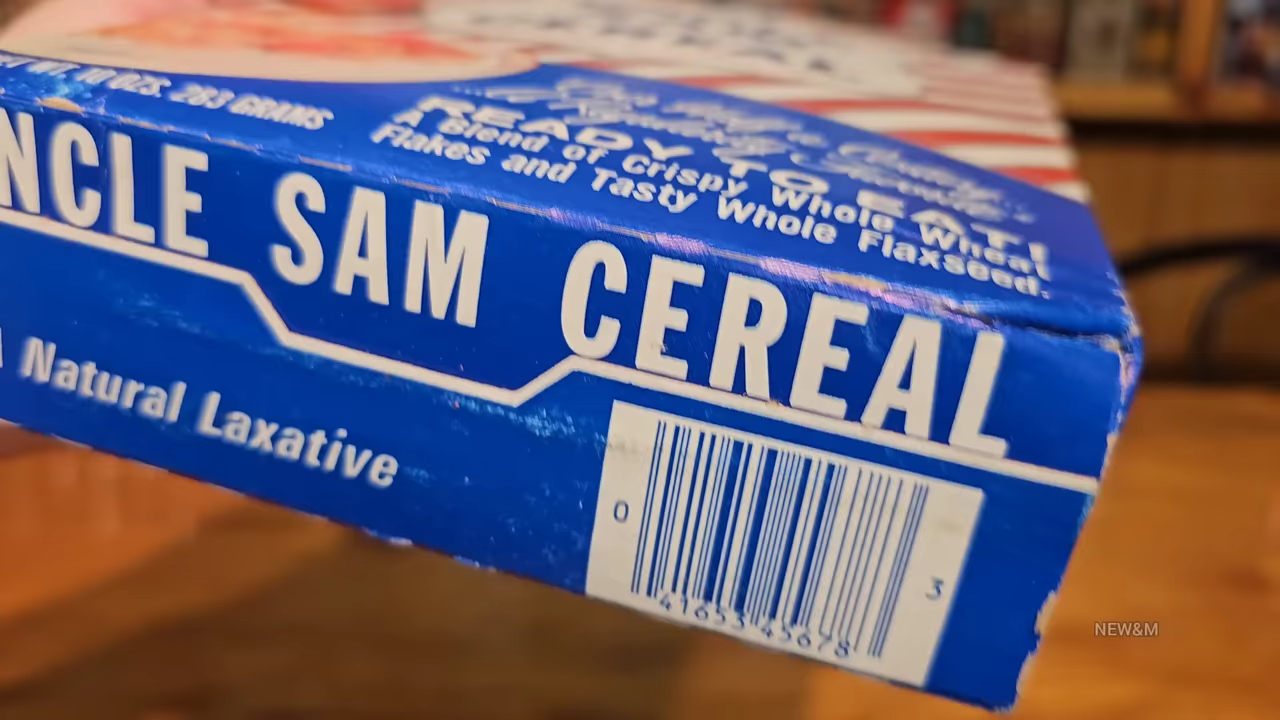 NET WT. 10 OZS. 283 GRAMS
READY TO EAT!
A Blend of Crispy Whole Wheat
Flakes and Tasty Whole Flaxseed.
NCLE SAM CEREAL
Natural Laxative
0 41653 45678 3
NEW&M